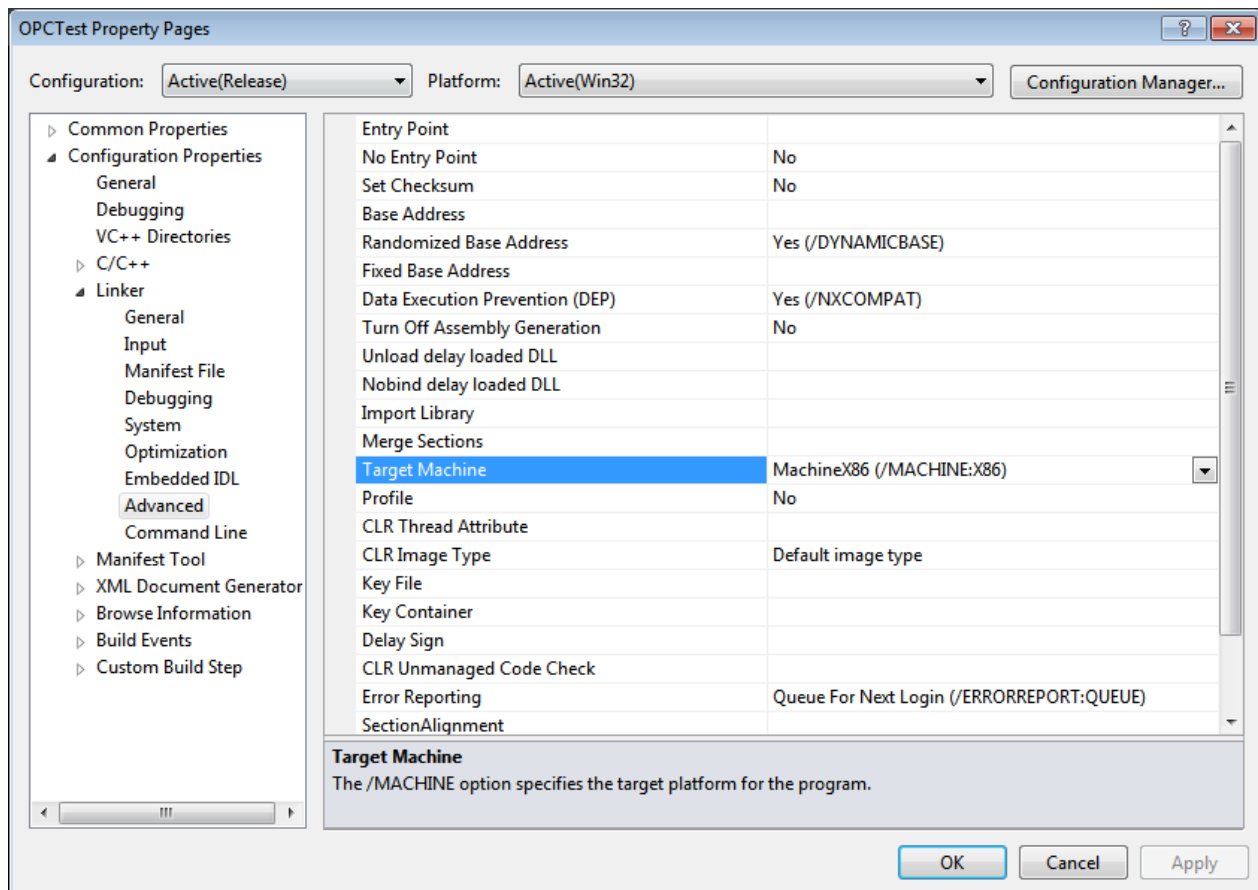 OPCTest Property Pages
Configuration: Active(Release) Platform: Active(Win32) Configuration Manager...
Common Properties
Configuration Properties
General
Debugging
VC++ Directories
C/C++
Linker
General
Input
Manifest File
Debugging
System
Optimization
Embedded IDL
Advanced
Command Line
Manifest Tool
XML Document Generator
Browse Information
Build Events
Custom Build Step
Entry Point
No Entry Point No
Set Checksum No
Base Address
Randomized Base Address Yes (/DYNAMICBASE)
Fixed Base Address
Data Execution Prevention (DEP) Yes (/NXCOMPAT)
Turn Off Assembly Generation No
Unload delay loaded DLL
Nobind delay loaded DLL
Import Library
Merge Sections
Target Machine MachineX86 (/MACHINE:X86)
Profile No
CLR Thread Attribute
CLR Image Type Default image type
Key File
Key Container
Delay Sign
CLR Unmanaged Code Check
Error Reporting Queue For Next Login (/ERRORREPORT:QUEUE)
SectionAlignment
Target Machine
The /MACHINE option specifies the target platform for the program.
OK Cancel Apply